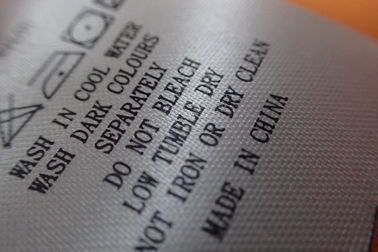 WASH IN COOL WATER
WASH DARK COLOURS
SEPARATELY
DO NOT BLEACH
LOW TUMBLE DRY
NOT IRON OR DRY CLEAN
MADE IN CHINA